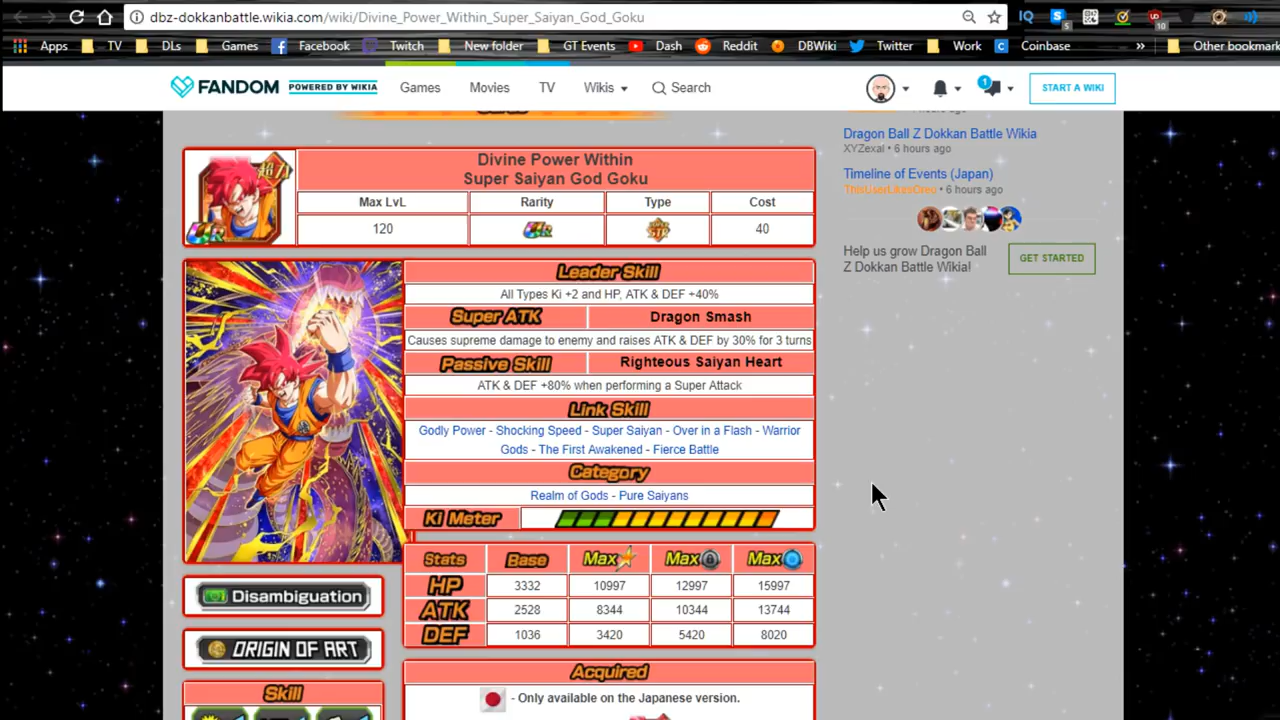 dbz-dokkanbattle.wikia.com/wiki/Divine_Power_Within_Super_Saiyan_God_Goku
Apps TV DLs Games Facebook Twitch New folder GT Events Dash Reddit DBWiki Twitter Work Coinbase » Other bookmark
FANDOM POWERED BY WIKIA Games Movies TV Wikis Search 1 START A WIKI
Dragon Ball Z Dokkan Battle Wikia
XYZexal • 6 hours ago
Timeline of Events (Japan)
ThisUserLikesOreo • 6 hours ago
Help us grow Dragon Ball
Z Dokkan Battle Wikia!
GET STARTED
Divine Power Within
Super Saiyan God Goku
Max LvL Rarity Type Cost
120 40
Leader Skill
All Types Ki +2 and HP, ATK & DEF +40%
Super ATK Dragon Smash
Causes supreme damage to enemy and raises ATK & DEF by 30% for 3 turns
Passive Skill Righteous Saiyan Heart
ATK & DEF +80% when performing a Super Attack
Link Skill
Godly Power - Shocking Speed - Super Saiyan - Over in a Flash - Warrior
Gods - The First Awakened - Fierce Battle
Category
Realm of Gods - Pure Saiyans
Ki Meter
Stats Base Max Max Max
HP 3332 10997 12997 15997
ATK 2528 8344 10344 13744
DEF 1036 3420 5420 8020
Disambiguation
ORIGIN OF ART
Skill
Acquired
- Only available on the Japanese version.